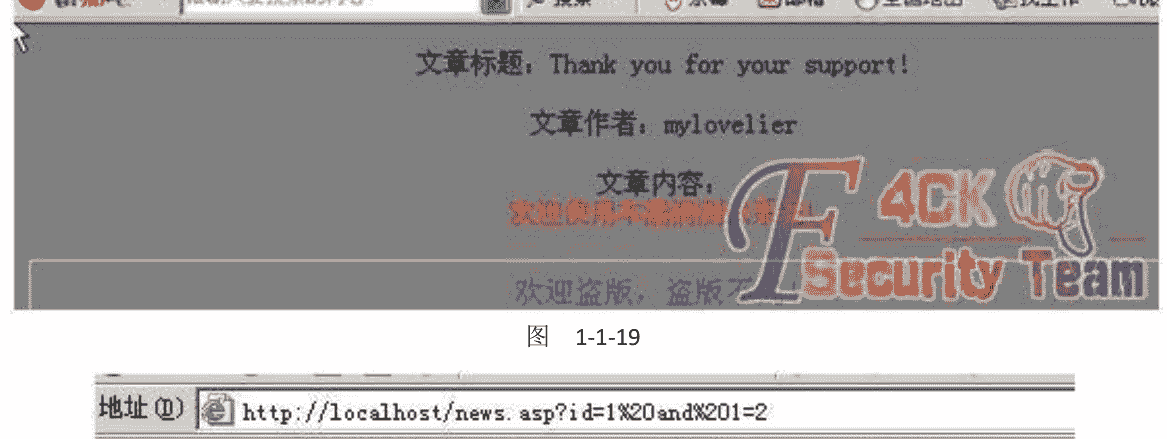 文章标题：Thank you for your support!
文章作者：mylovelier
文章内容：
F4CK
Security Team
欢迎盗版，盗版不
图 1-1-19
地址(D) http://localhost/news.asp?id=1%20and%201=2